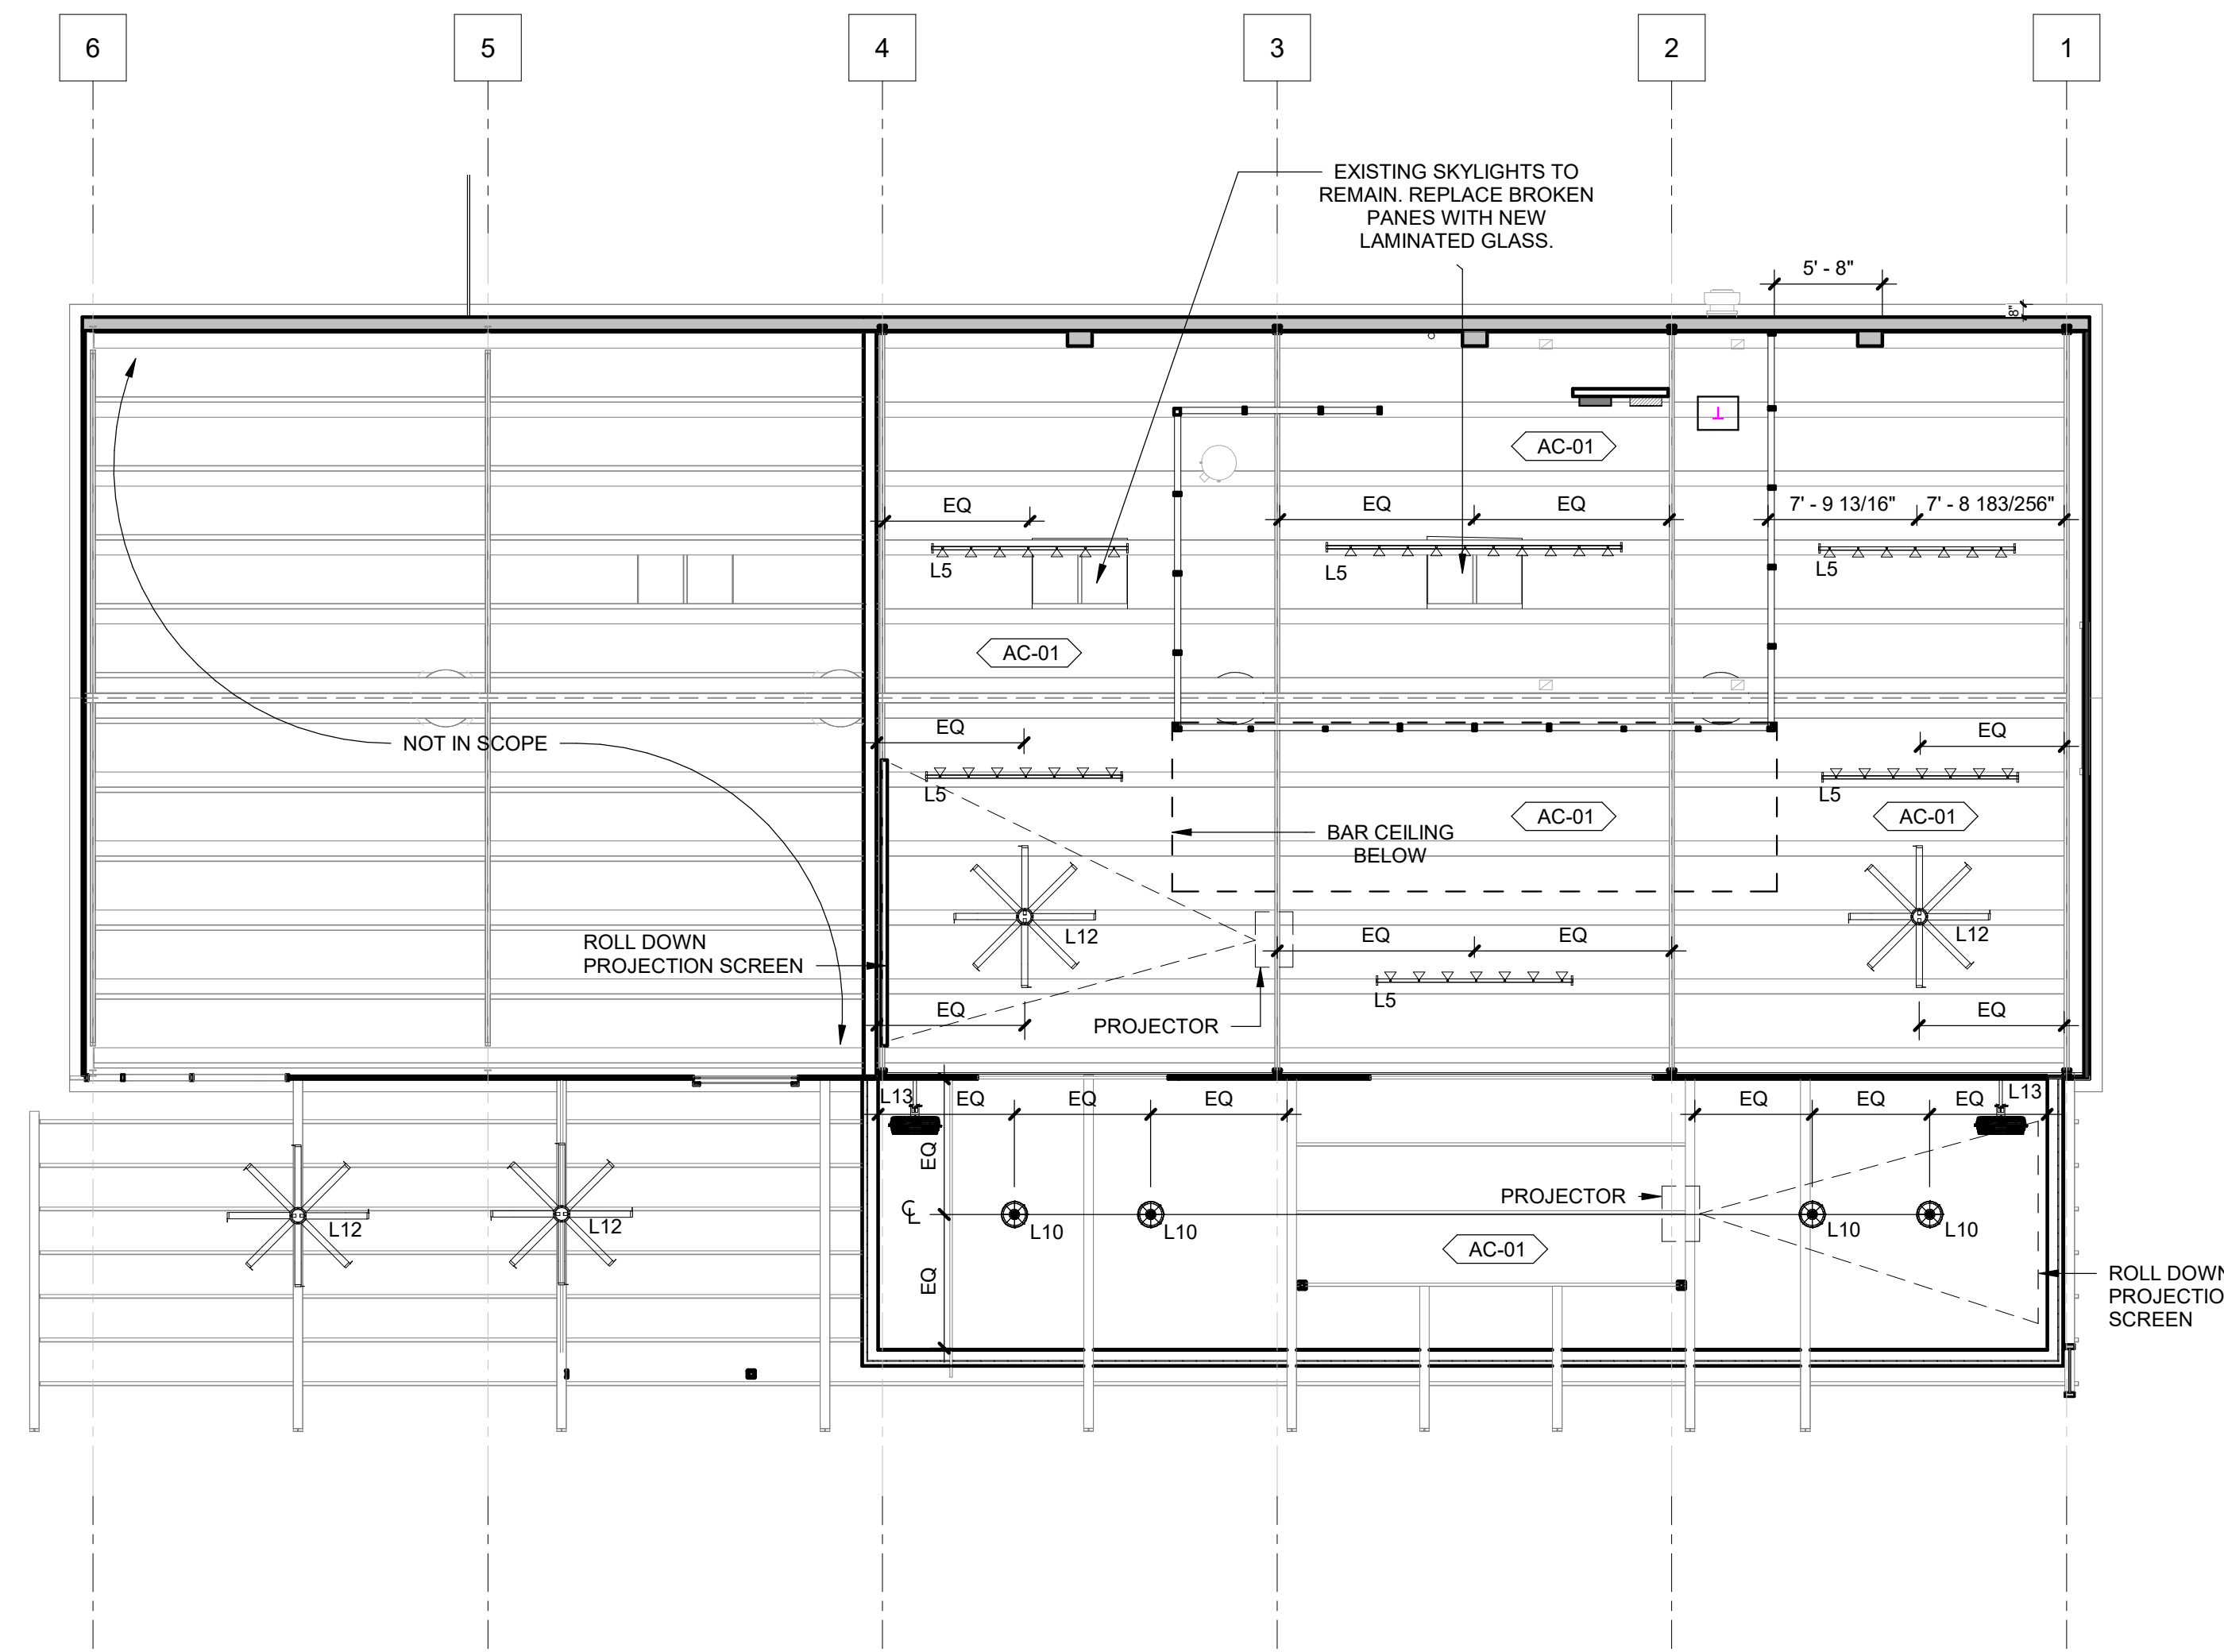 6
5
4
3
2
1
EXISTING SKYLIGHTS TO
REMAIN. REPLACE BROKEN
PANES WITH NEW
LAMINATED GLASS.
5' - 8"
8"
AC-01
EQ
EQ
EQ
7' - 9 13/16"
7' - 8 183/256"
L5
L5
L5
AC-01
NOT IN SCOPE
EQ
EQ
L5
L5
BAR CEILING
BELOW
AC-01
AC-01
ROLL DOWN
PROJECTION SCREEN
L12
EQ
EQ
L12
L5
EQ
PROJECTOR
EQ
L13
EQ
EQ
EQ
EQ
EQ
EQ
L13
EQ
PROJECTOR
L12
L12
℄
L10
L10
L10
L10
AC-01
EQ
ROLL DOWN
PROJECTIO
SCREEN